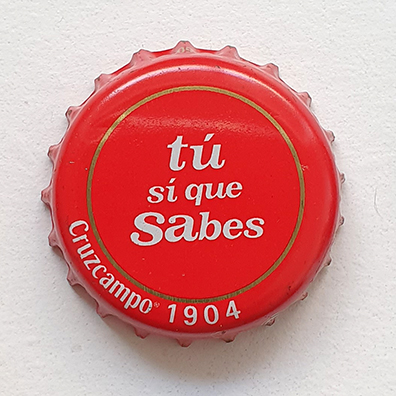 tú
sí que
sabes
Cruzcampo® 1904